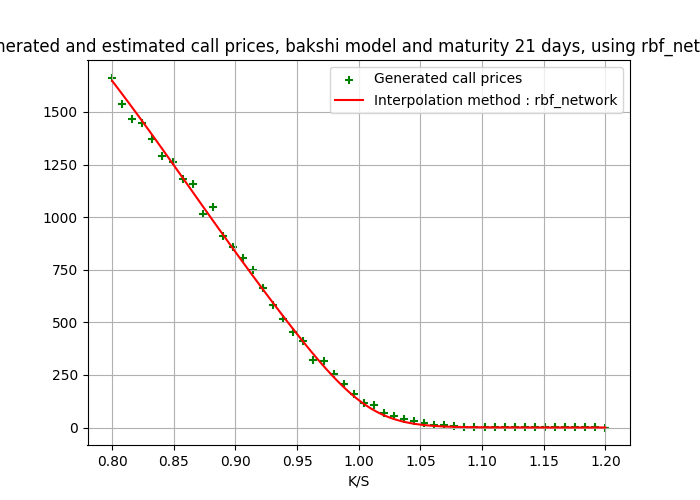 and estimated call prices, bakshi model and maturity 21 days, using
Generated call prices
Interpolation method : rbf_network
1500
1250
1000
750
500
250
0
0.80 0.85 0.90 0.95 1.00 1.05 1.10 1.15 1.20
K/S